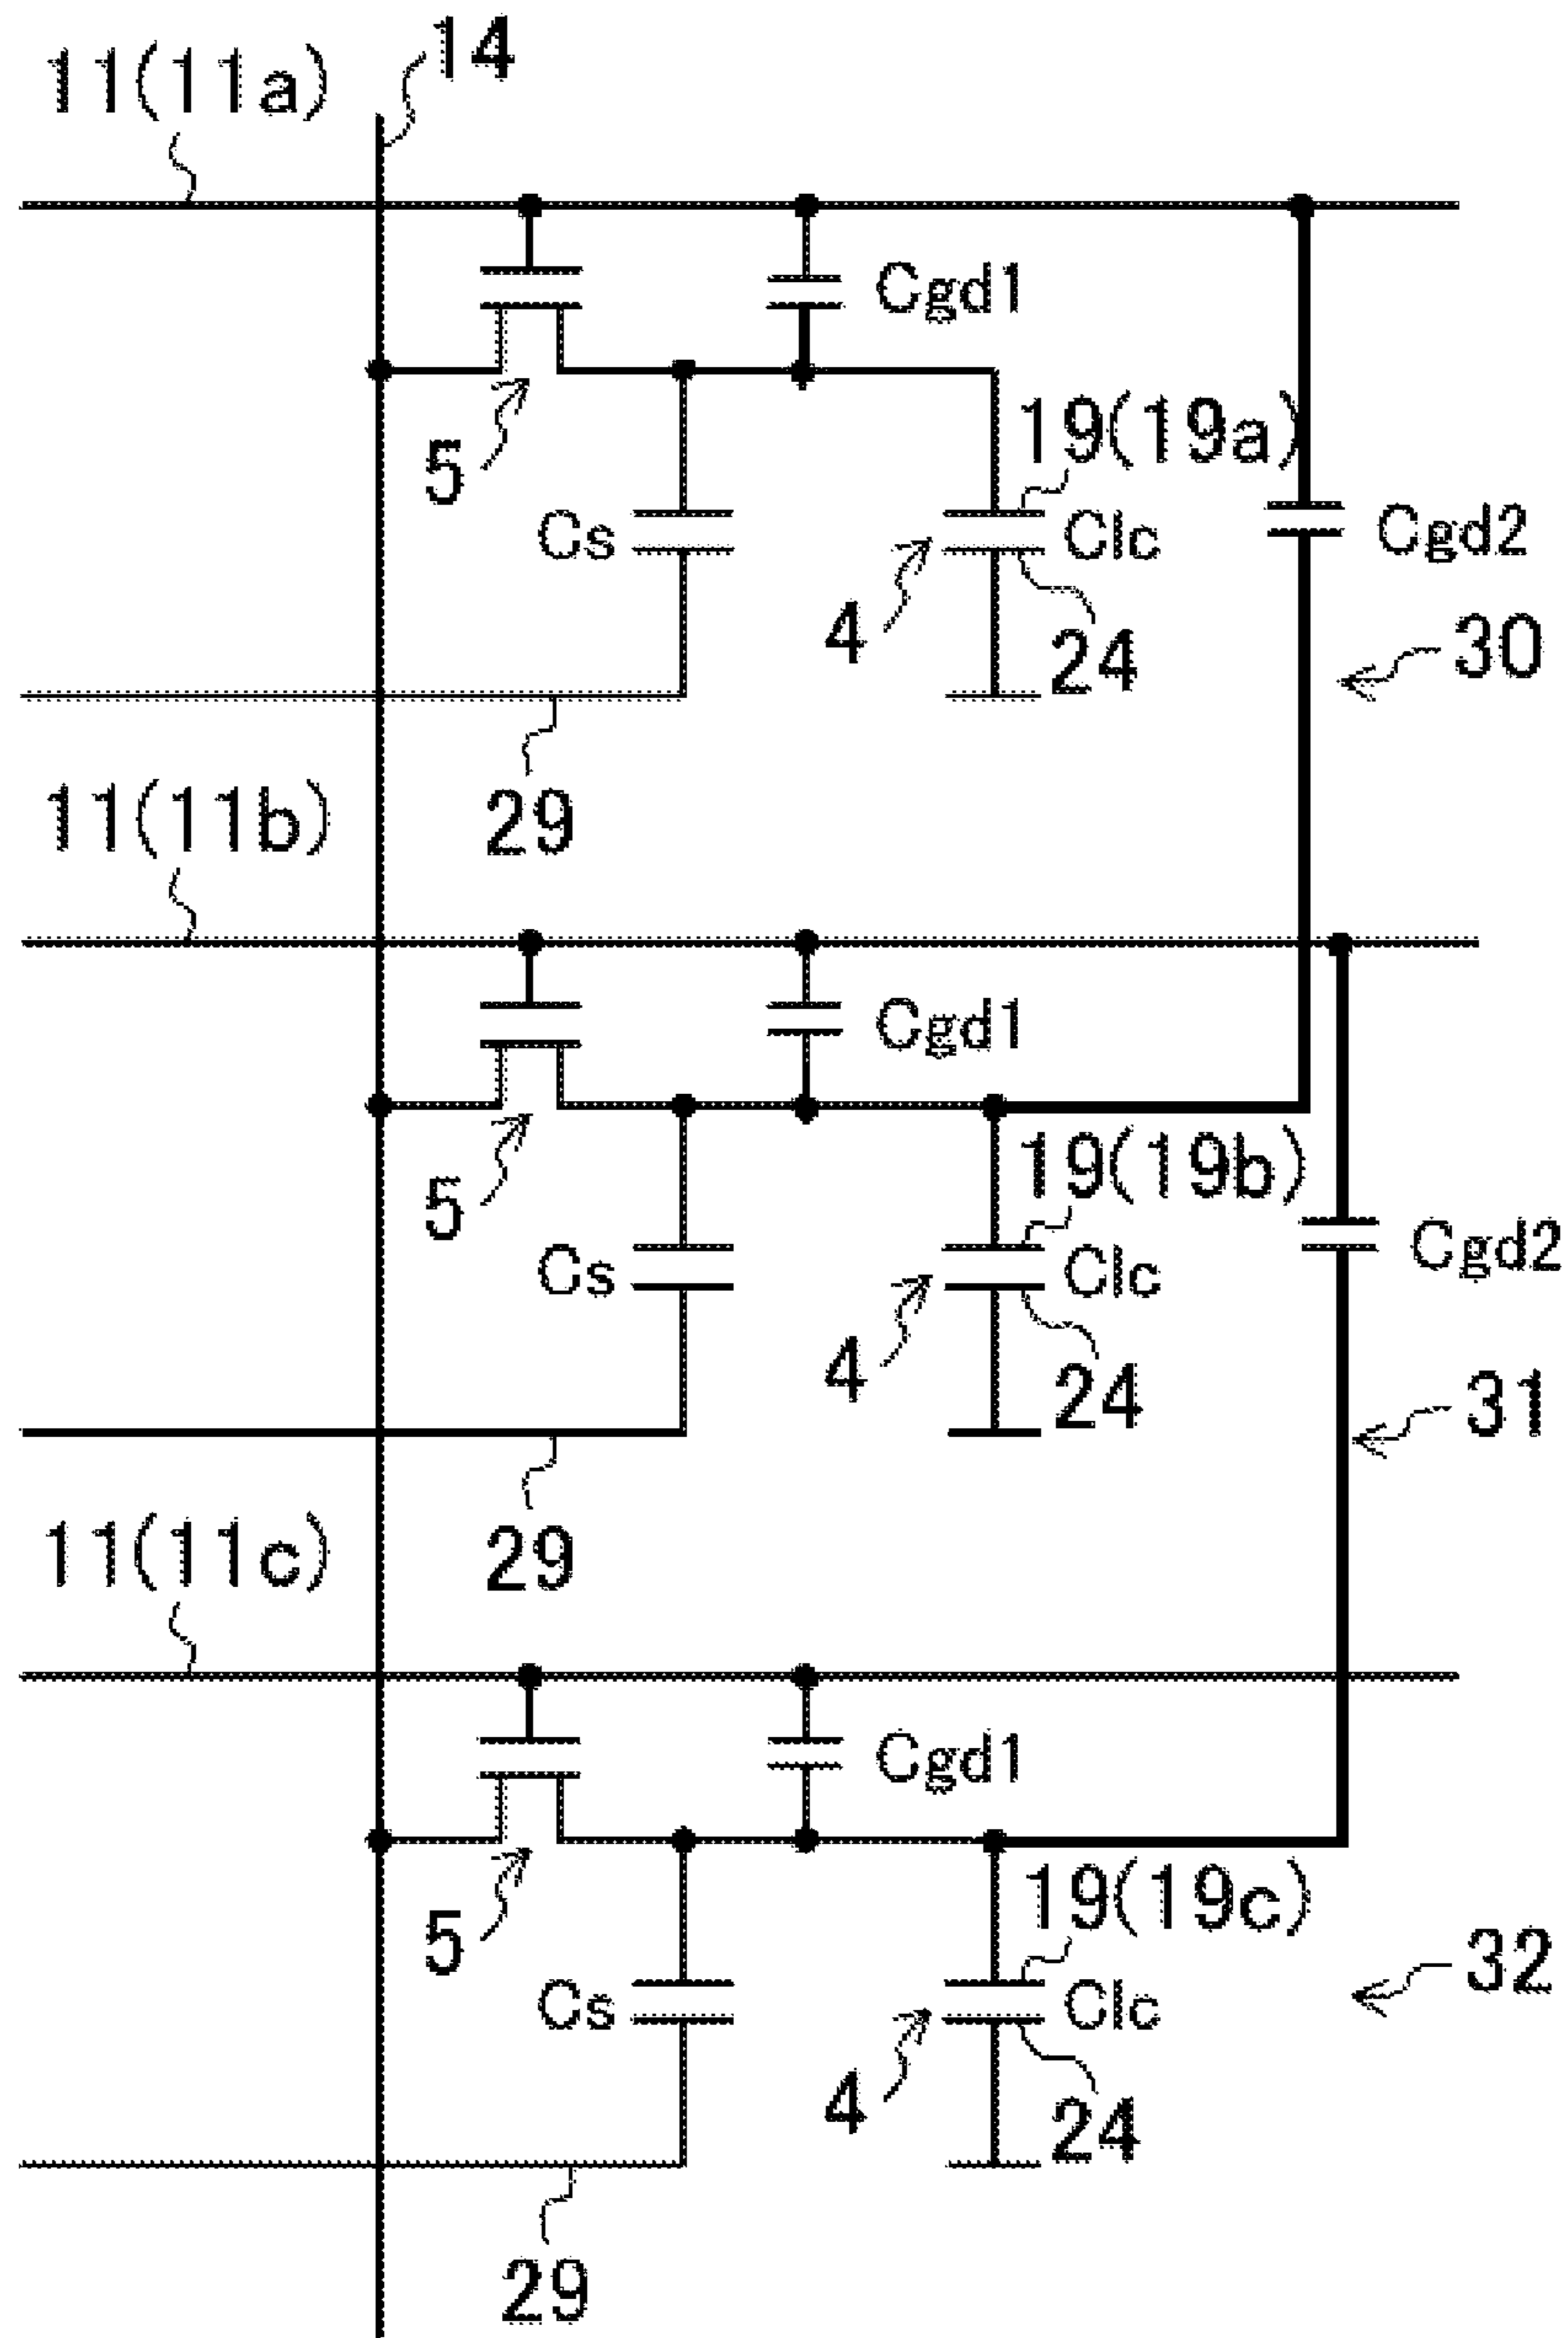 14
11(11a)
Cgd1
19(19a)
5
Cs
Clc
Cgd2
4
24
30
29
11(11b)
Cgd1
19(19b)
5
Cs
Clc
Cgd2
4
24
31
29
11(11c)
Cgd1
19(19c)
5
Cs
Clc
32
4
24
29